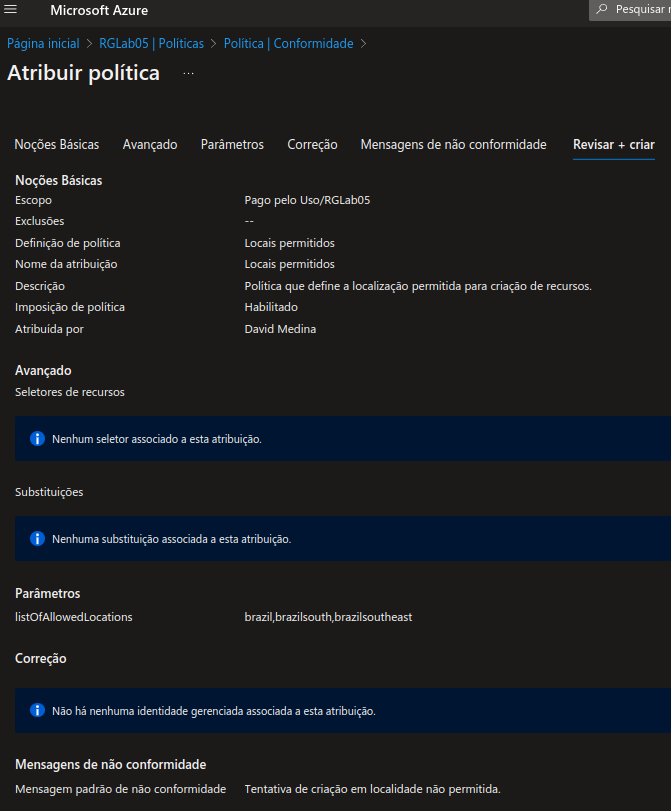 Microsoft Azure
Pesquisar
Página inicial > RGLab05 | Políticas > Política | Conformidade >
Atribuir política ...
Noções Básicas Avançado Parâmetros Correção Mensagens de não conformidade Revisar + criar
Noções Básicas
Escopo Pago pelo Uso/RGLab05
Exclusões --
Definição de política Locais permitidos
Nome da atribuição Locais permitidos
Descrição Política que define a localização permitida para criação de recursos.
Imposição de política Habilitado
Atribuída por David Medina
Avançado
Seletores de recursos
Nenhum seletor associado a esta atribuição.
Substituições
Nenhuma substituição associada a esta atribuição.
Parâmetros
listOfAllowedLocations brazil,brazilsouth,brazilsoutheast
Correção
Não há nenhuma identidade gerenciada associada a esta atribuição.
Mensagens de não conformidade
Mensagem padrão de não conformidade Tentativa de criação em localidade não permitida.